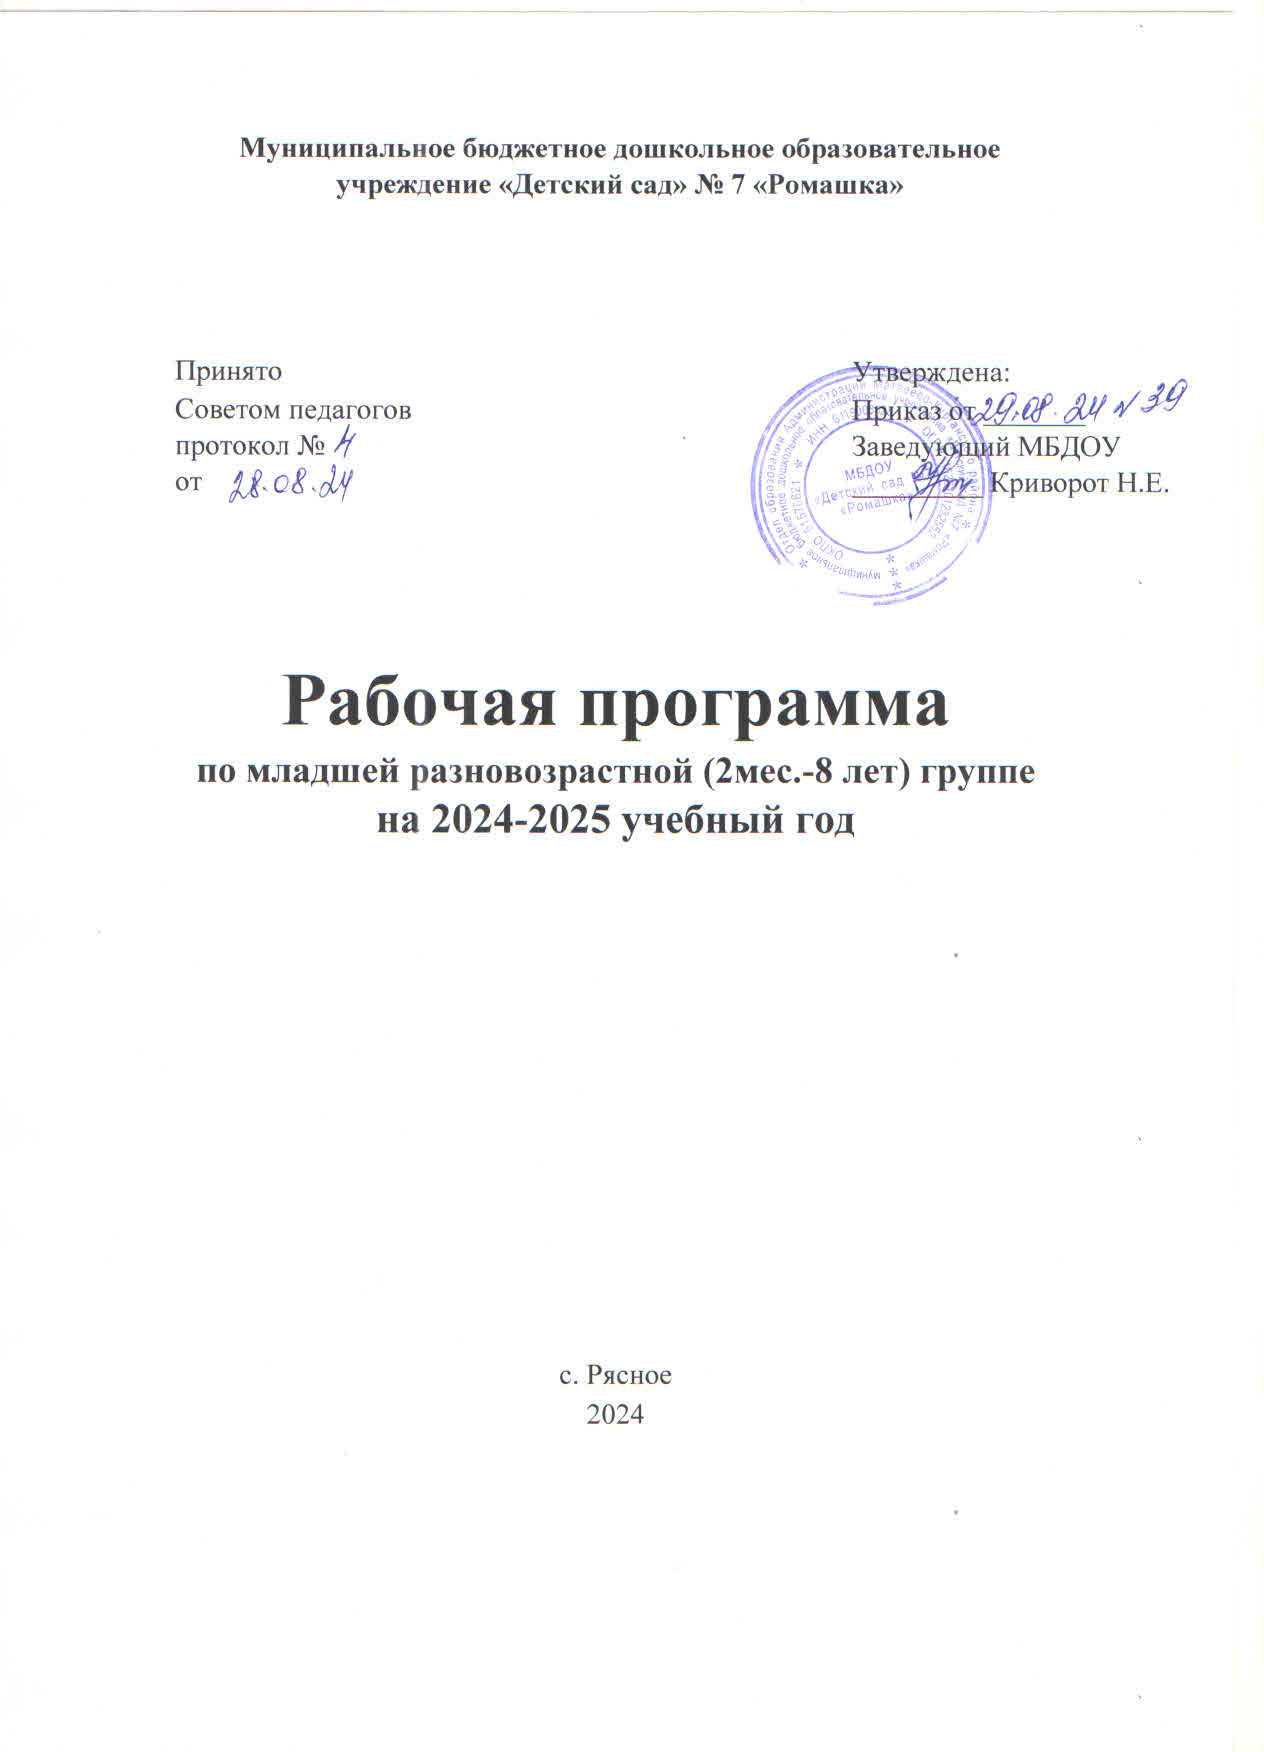 Муниципальное бюджетное дошкольное образовательное
учреждение «Детский сад» № 7 «Ромашка»
Принято
Советом педагогов
протокол № 4
от 28.08.24
Утверждена:
Приказ от 29.08.24 № 39
Заведующий МБДОУ
Криворот Н.Е.
МБДОУ
«Детский сад
«Ромашка»
Рабочая программа
по младшей разновозрастной (2мес.-8 лет) группе
на 2024-2025 учебный год
с. Рясное
2024